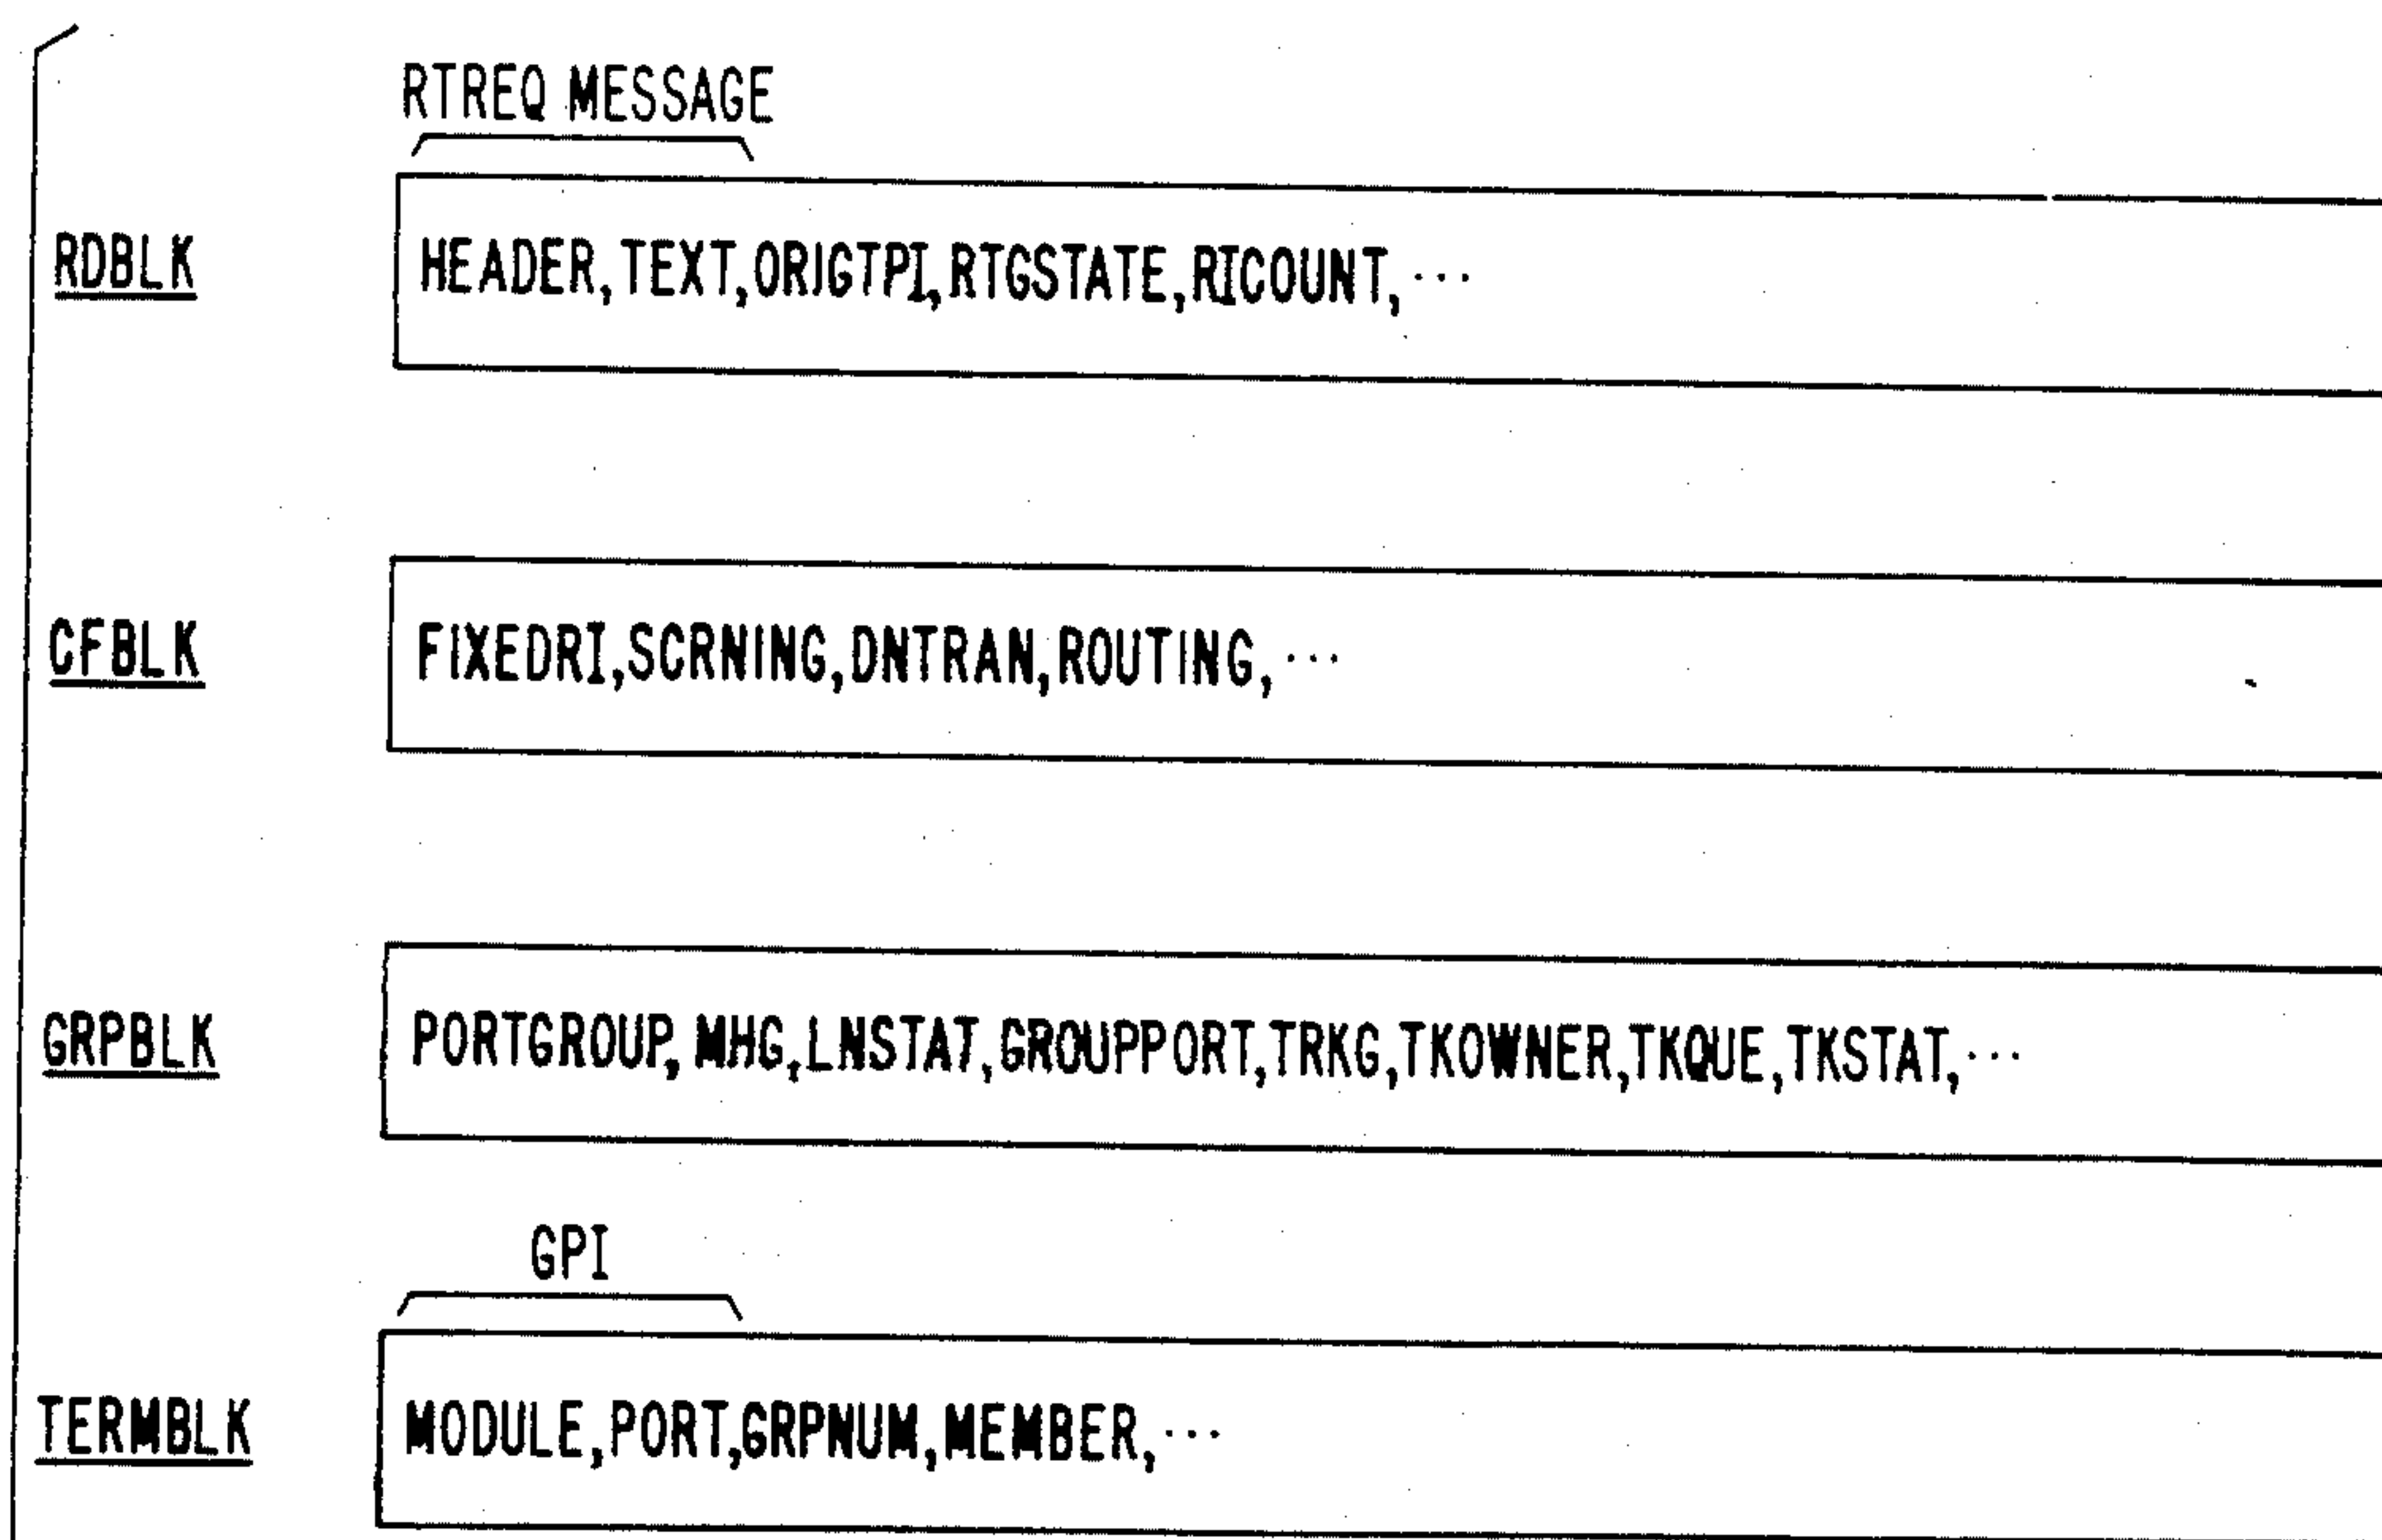 RTREQ MESSAGE
RDBLK
HEADER,TEXT,ORIGTPI,RTGSTATE,RICOUNT,...
CFBLK
FIXEDRI,SCRNING,DNTRAN,ROUTING,...
GRPBLK
PORTGROUP,MHG,LNSTAT,GROUPPORT,TRKG,TKOWNER,TKQUE,TKSTAT,...
GPI
TERMBLK
MODULE,PORT,GRPNUM,MEMBER,...